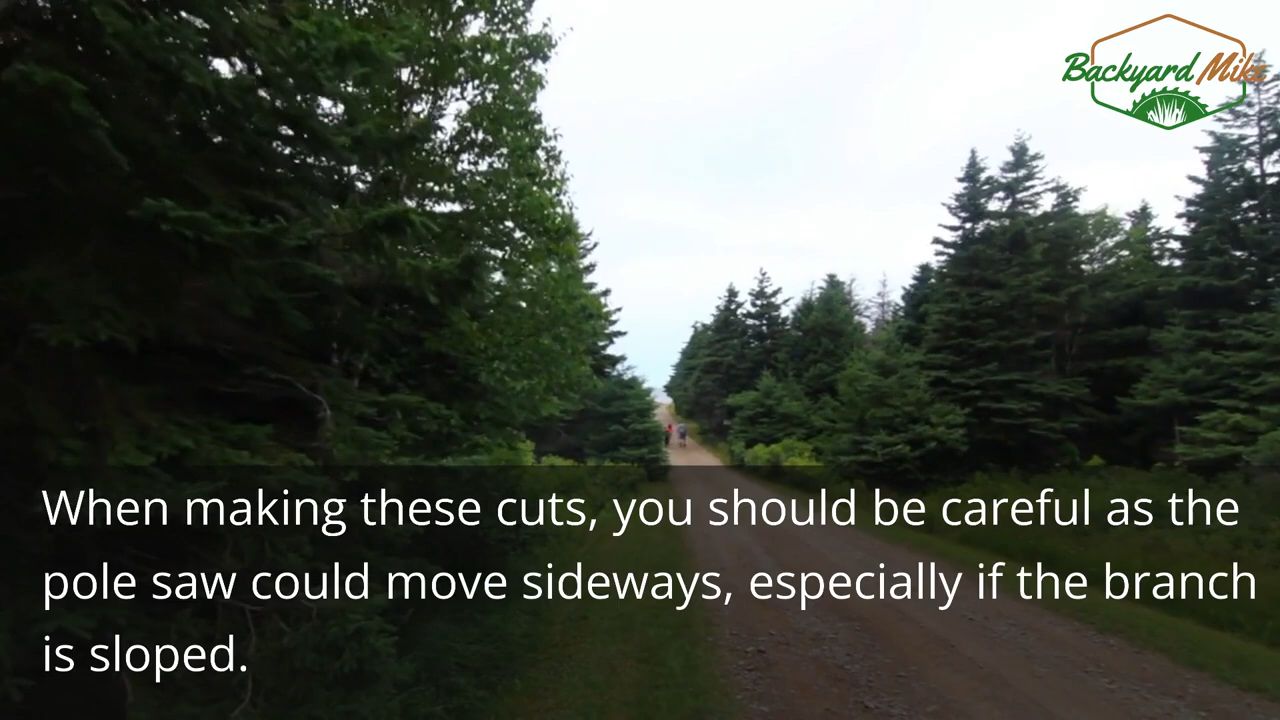 Backyard Mike
When making these cuts, you should be careful as the
pole saw could move sideways, especially if the branch
is sloped.